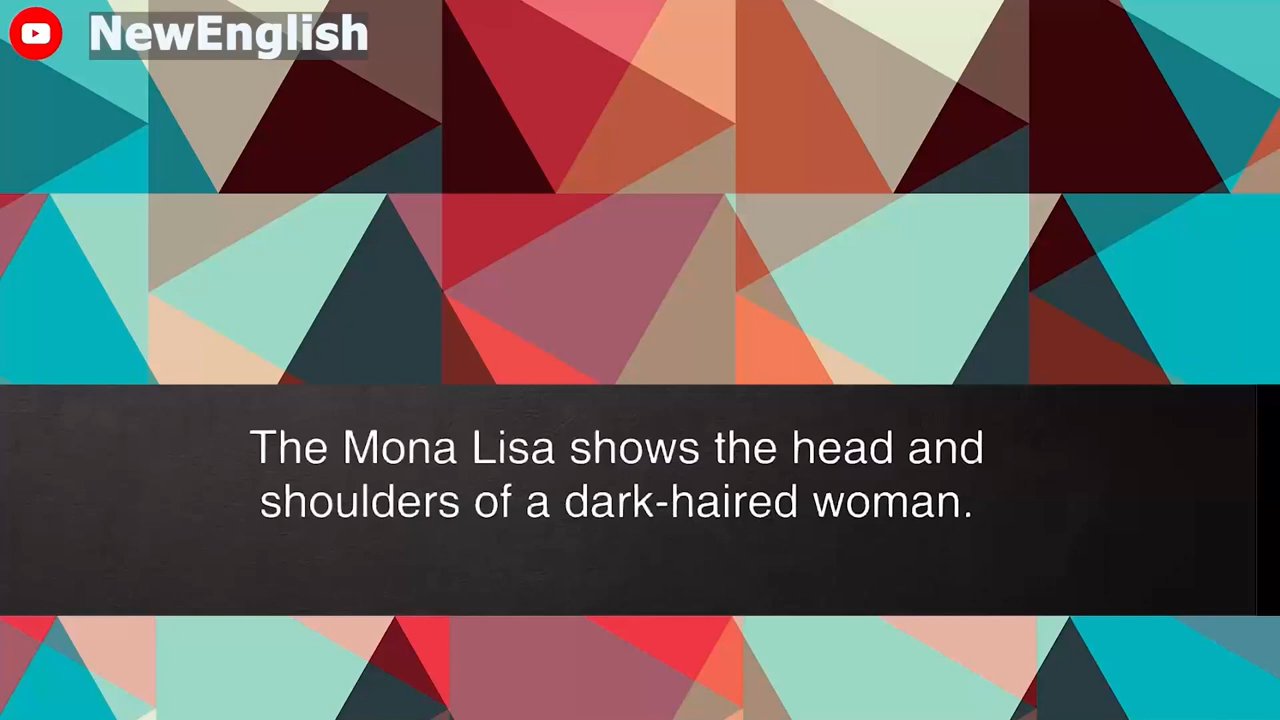 NewEnglish
The Mona Lisa shows the head and
shoulders of a dark-haired woman.